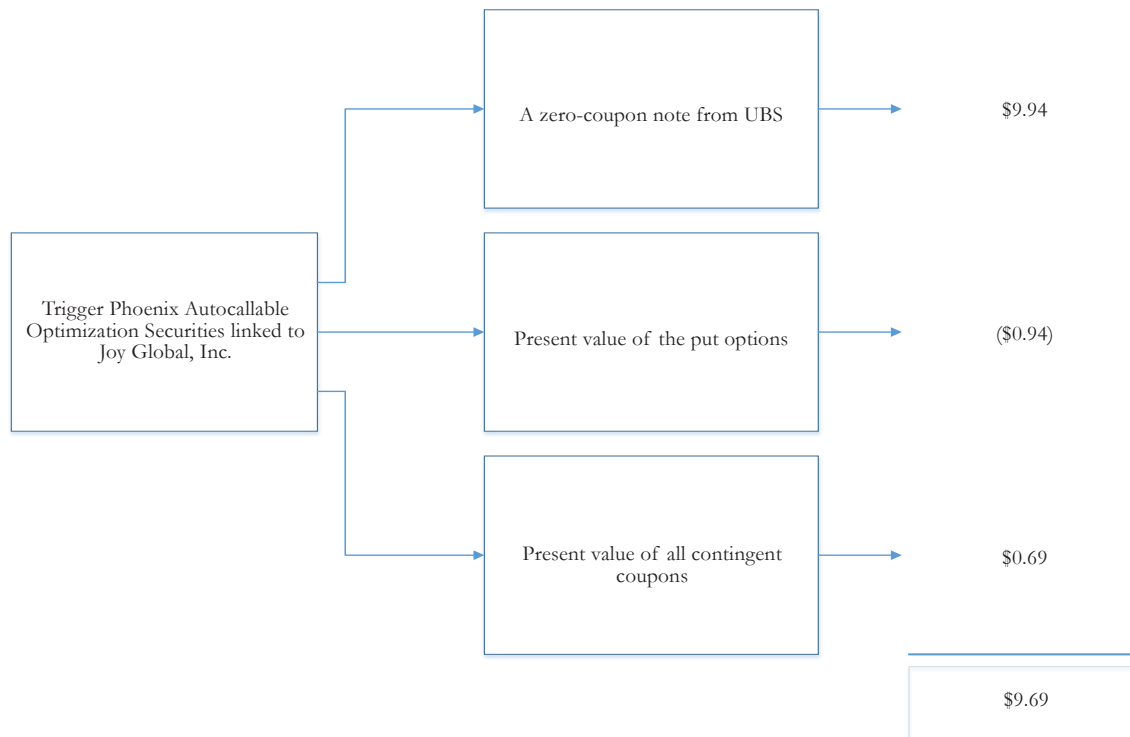 A zero-coupon note from UBS
$9.94
Trigger Phoenix Autocallable
Optimization Securities linked to
Joy Global, Inc.
Present value of the put options
($0.94)
Present value of all contingent
coupons
$0.69
$9.69